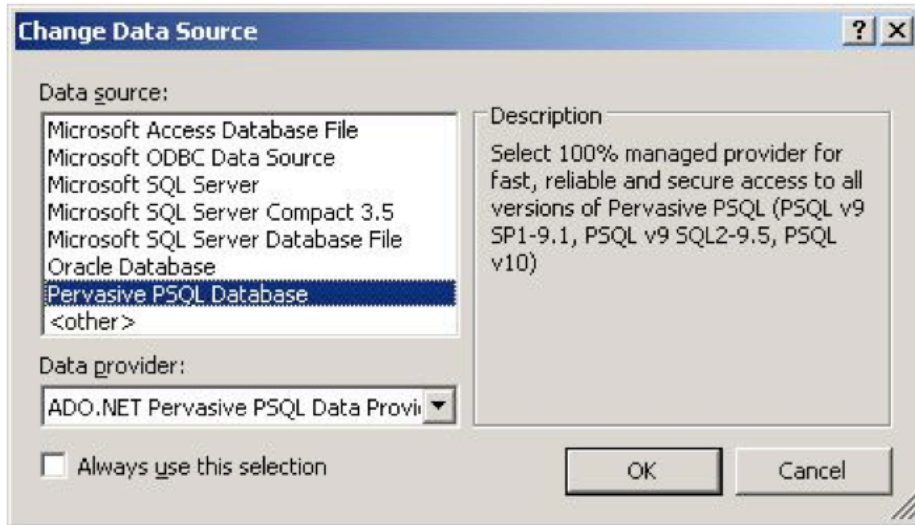 Change Data Source
Data source:
Microsoft Access Database File
Microsoft ODBC Data Source
Microsoft SQL Server
Microsoft SQL Server Compact 3.5
Microsoft SQL Server Database File
Oracle Database
Pervasive PSQL Database
<other>
Data provider:
ADO.NET Pervasive PSQL Data Provi
Always use this selection
Description
Select 100% managed provider for
fast, reliable and secure access to all
versions of Pervasive PSQL (PSQL v9
SP1-9.1, PSQL v9 SQL2-9.5, PSQL
v10)
OK
Cancel